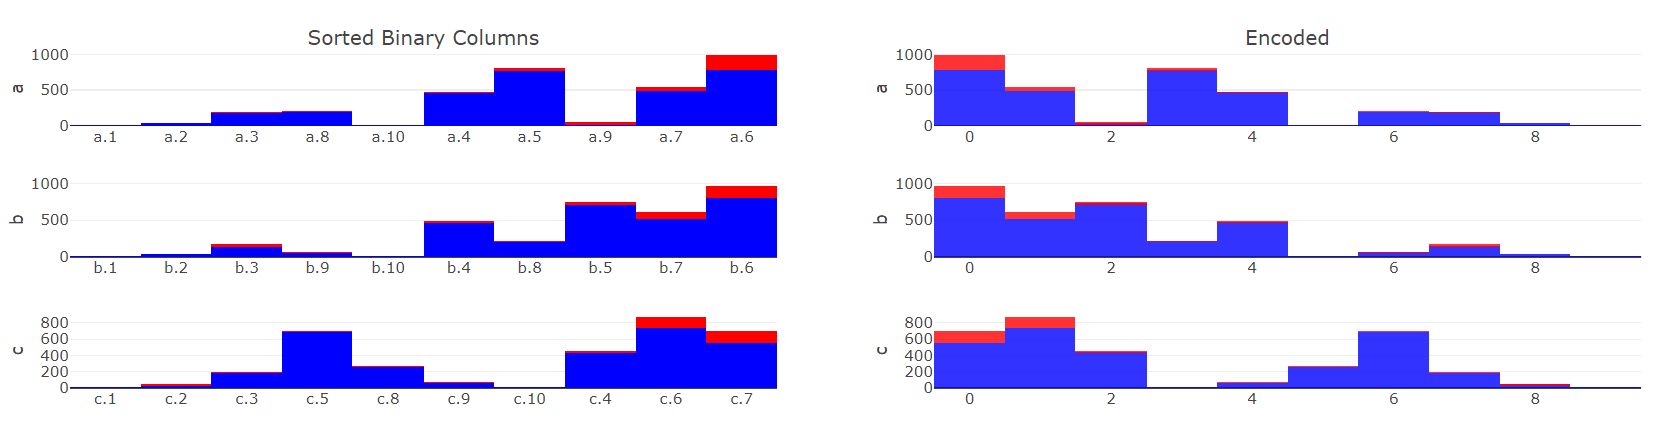 Sorted Binary Columns
Encoded
1000
500
0
a
a.1 a.2 a.3 a.8 a.10 a.4 a.5 a.9 a.7 a.6
1000
500
0
a
0 2 4 6 8
1000
500
0
b
b.1 b.2 b.3 b.9 b.10 b.4 b.8 b.5 b.7 b.6
1000
500
0
b
0 2 4 6 8
800
600
400
200
0
c
c.1 c.2 c.3 c.5 c.8 c.9 c.10 c.4 c.6 c.7
800
600
400
200
0
c
0 2 4 6 8